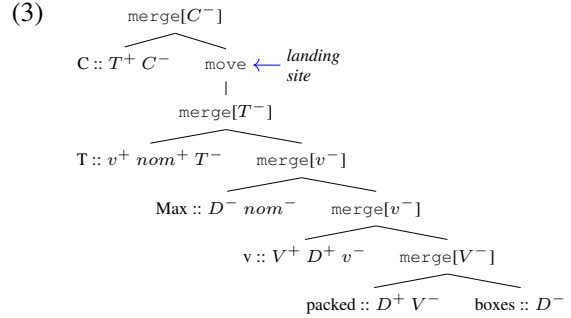 (3)
merge[C⁻]
C :: T⁺ C⁻ move landing
site
merge[T⁻]
T :: v⁺ nom⁺ T⁻ merge[v⁻]
Max :: D⁻ nom⁻ merge[v⁻]
v :: V⁺ D⁺ v⁻ merge[V⁻]
packed :: D⁺ V⁻ boxes :: D⁻